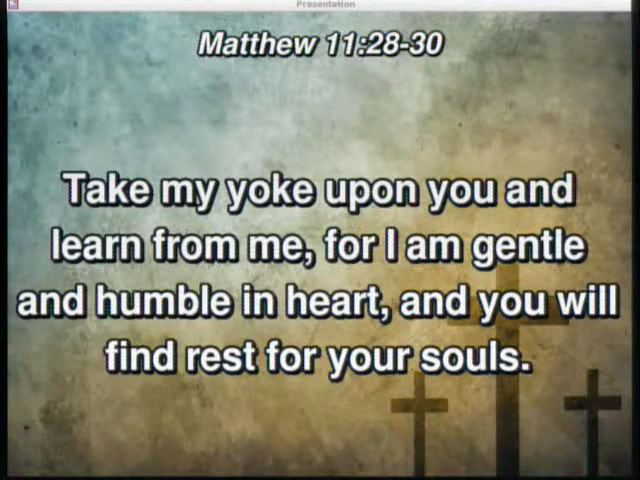 Presentation
Matthew 11:28-30
Take my yoke upon you and
learn from me, for I am gentle
and humble in heart, and you will
find rest for your souls.